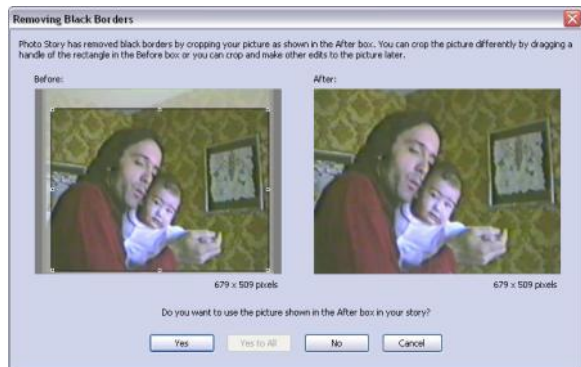 Removing Black Borders
Photo Story has removed black borders by cropping your picture as shown in the After box. You can crop the picture differently by dragging a
handle of the rectangle in the Before box or you can crop and make other edits to the picture later.
Before:
After:
679 x 509 pixels
679 x 509 pixels
Do you want to use the picture shown in the After box in your story?
Yes
Yes to All
No
Cancel